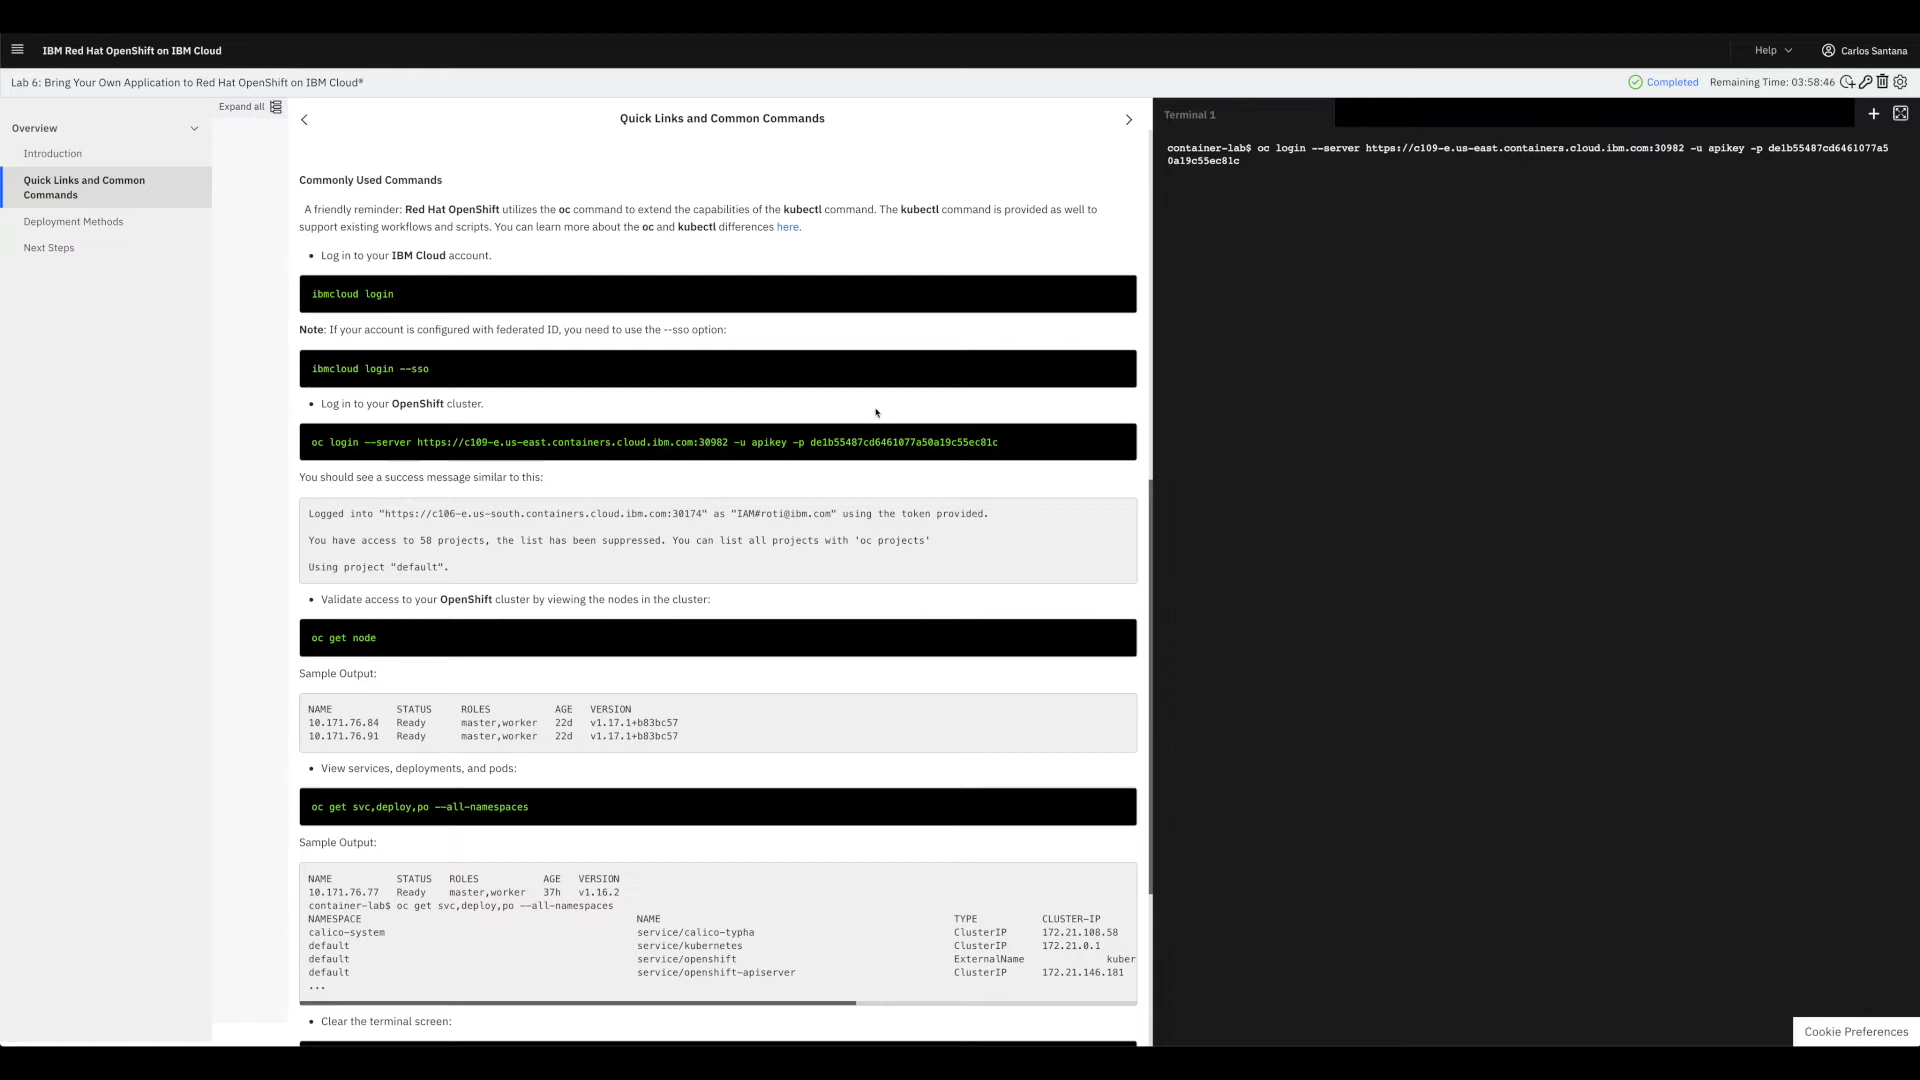 IBM Red Hat OpenShift on IBM Cloud
Help
Carlos Santana
Lab 6: Bring Your Own Application to Red Hat OpenShift on IBM Cloud®
Completed
Remaining Time: 03:58:46
Expand all
Overview
Introduction
Quick Links and Common
Commands
Deployment Methods
Next Steps
Quick Links and Common Commands
Commonly Used Commands
A friendly reminder: Red Hat OpenShift utilizes the oc command to extend the capabilities of the kubectl command. The kubectl command is provided as well to
support existing workflows and scripts. You can learn more about the oc and kubectl differences here.
• Log in to your IBM Cloud account.
ibmcloud login
Note: If your account is configured with federated ID, you need to use the --sso option:
ibmcloud login --sso
• Log in to your OpenShift cluster.
oc login --server https://c109-e.us-east.containers.cloud.ibm.com:30982 -u apikey -p de1b55487cd6461077a50a19c55ec81c
You should see a success message similar to this:
Logged into "https://c106-e.us-south.containers.cloud.ibm.com:30174" as "IAM#roti@ibm.com" using the token provided.
You have access to 58 projects, the list has been suppressed. You can list all projects with 'oc projects'
Using project "default".
• Validate access to your OpenShift cluster by viewing the nodes in the cluster:
oc get node
Sample Output:
NAME STATUS ROLES AGE VERSION
10.171.76.84 Ready master,worker 22d v1.17.1+b83bc57
10.171.76.91 Ready master,worker 22d v1.17.1+b83bc57
• View services, deployments, and pods:
oc get svc,deploy,po --all-namespaces
Sample Output:
NAME STATUS ROLES AGE VERSION
10.171.76.77 Ready master,worker 37h v1.16.2
container-lab$ oc get svc,deploy,po --all-namespaces
NAMESPACE NAME TYPE CLUSTER-IP
calico-system service/calico-typha ClusterIP 172.21.108.58
default service/kubernetes ClusterIP 172.21.0.1
default service/openshift ExternalName kuber
default service/openshift-apiserver ClusterIP 172.21.146.181
...
• Clear the terminal screen:
Terminal 1
container-lab$ oc login --server https://c109-e.us-east.containers.cloud.ibm.com:30982 -u apikey -p de1b55487cd6461077a5
0a19c55ec81c
Cookie Preferences